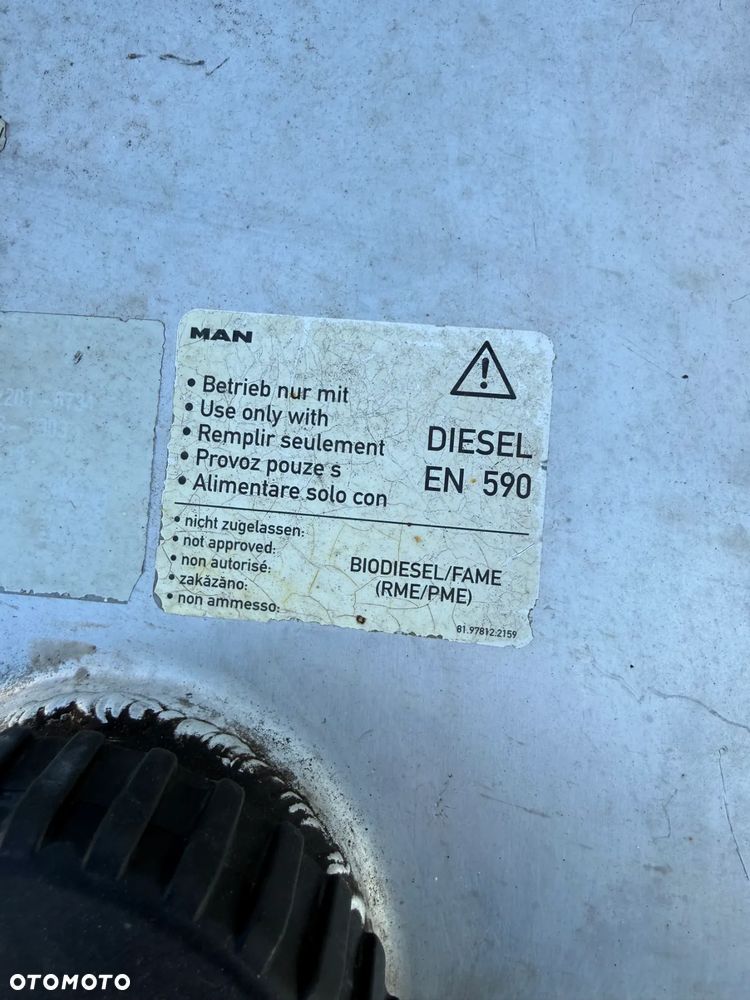 MAN
• Betrieb nur mit
• Use only with
• Remplir seulement
• Provoz pouze s
• Alimentare solo con
DIESEL
EN 590
• nicht zugelassen:
• not approved:
• non autorisé:
• zakázáno:
• non ammesso:
BIODIESEL/FAME
(RME/PME)
81.97812.2159
OTOMOTO